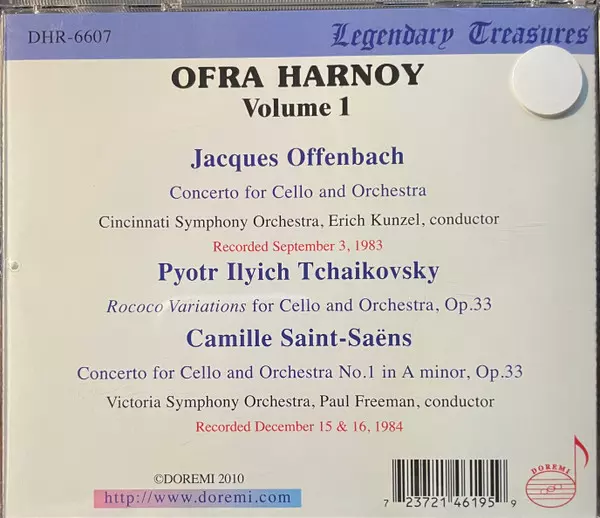 DHR-6607
Legendary Treasures
OFRA HARNOY
Volume 1
Jacques Offenbach
Concerto for Cello and Orchestra
Cincinnati Symphony Orchestra, Erich Kunzel, conductor
Recorded September 3, 1983
Pyotr Ilyich Tchaikovsky
Rococo Variations for Cello and Orchestra, Op.33
Camille Saint-Saëns
Concerto for Cello and Orchestra No.1 in A minor, Op.33
Victoria Symphony Orchestra, Paul Freeman, conductor
Recorded December 15 & 16, 1984
©DOREMI 2010
http://www.doremi.com/
7 23721 46195 9
DOREMI